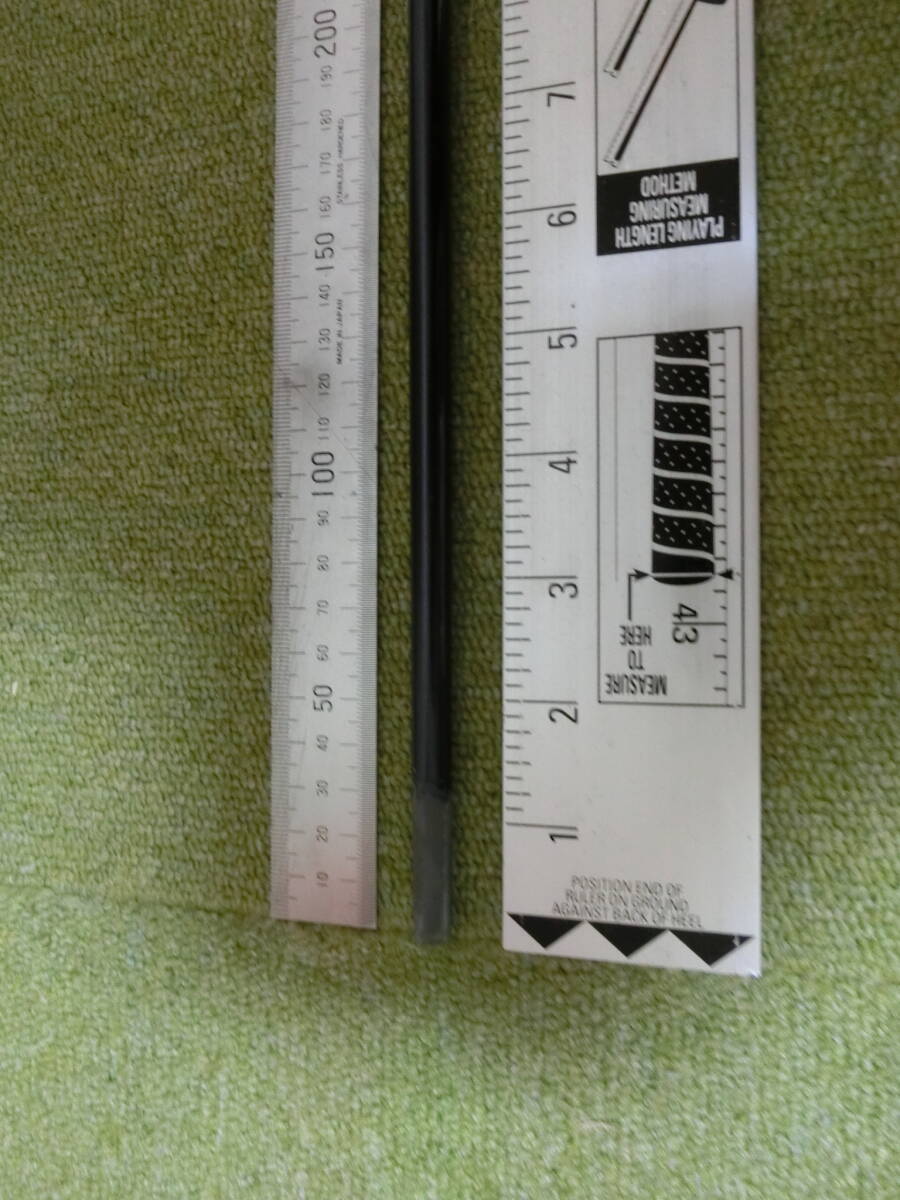 200
190
180
170
160
150
140
130
120
110
100
90
80
70
60
50
40
30
20
10
STAINLESS HARDENED
MADE IN JAPAN
7
6
5
4
3
2
1
PLAYING LENGTH
MEASURING
METHOD
MEASURE
TO
HERE
43
POSITION END OF
RULER ON GROUND
AGAINST BACK OF HEEL